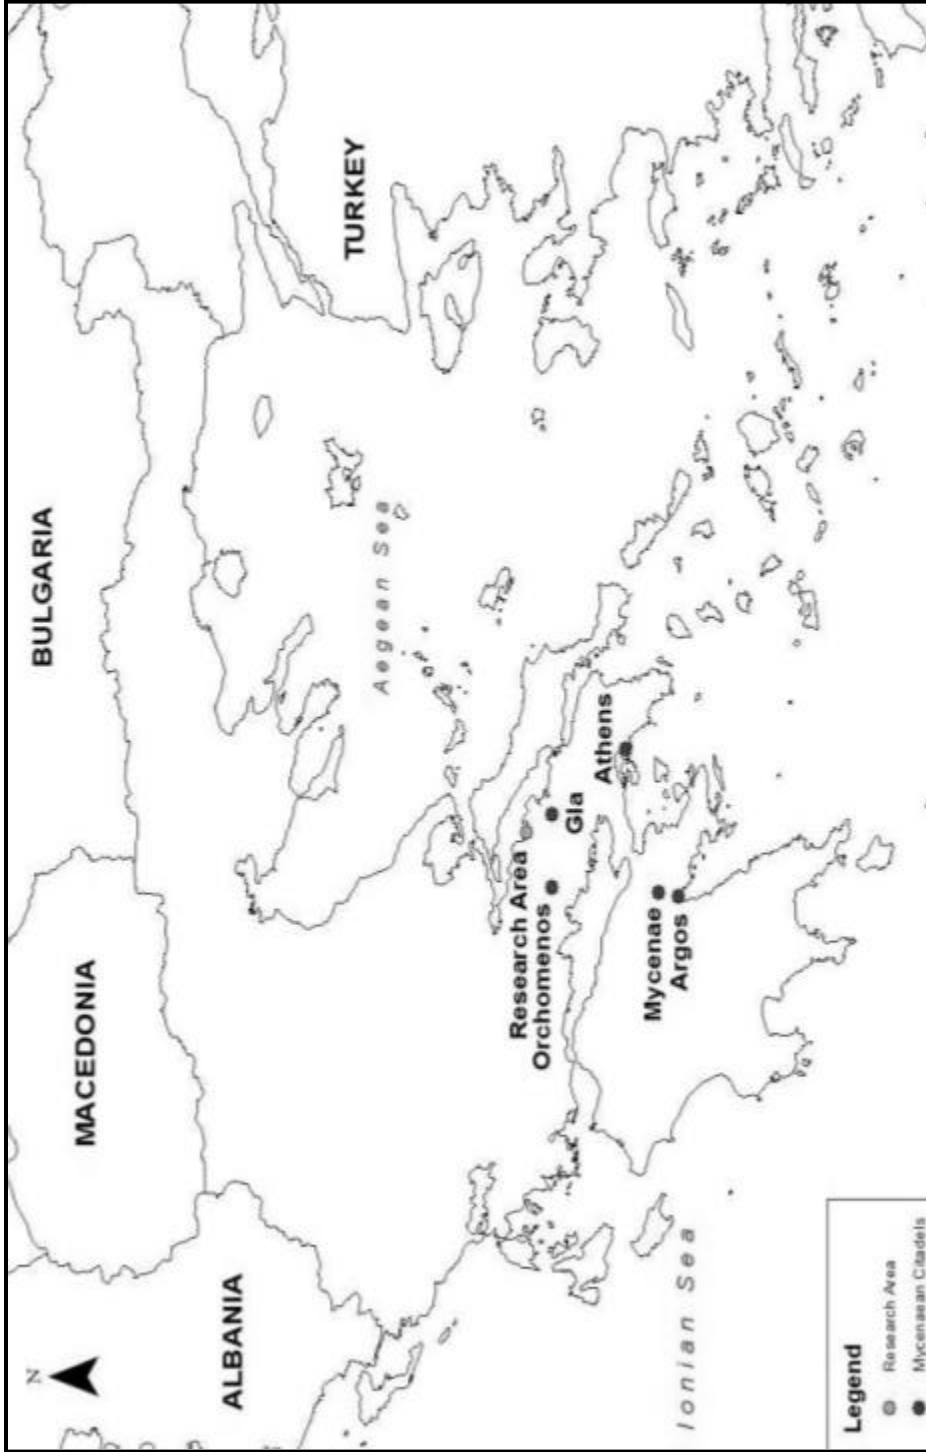 N
BULGARIA
MACEDONIA
ALBANIA
TURKEY
Aegean Sea
Research Area
Orchomenos
Gla
Athens
Mycenae
Argos
Ionian Sea
Legend
Research Area
Mycenaean Citadels